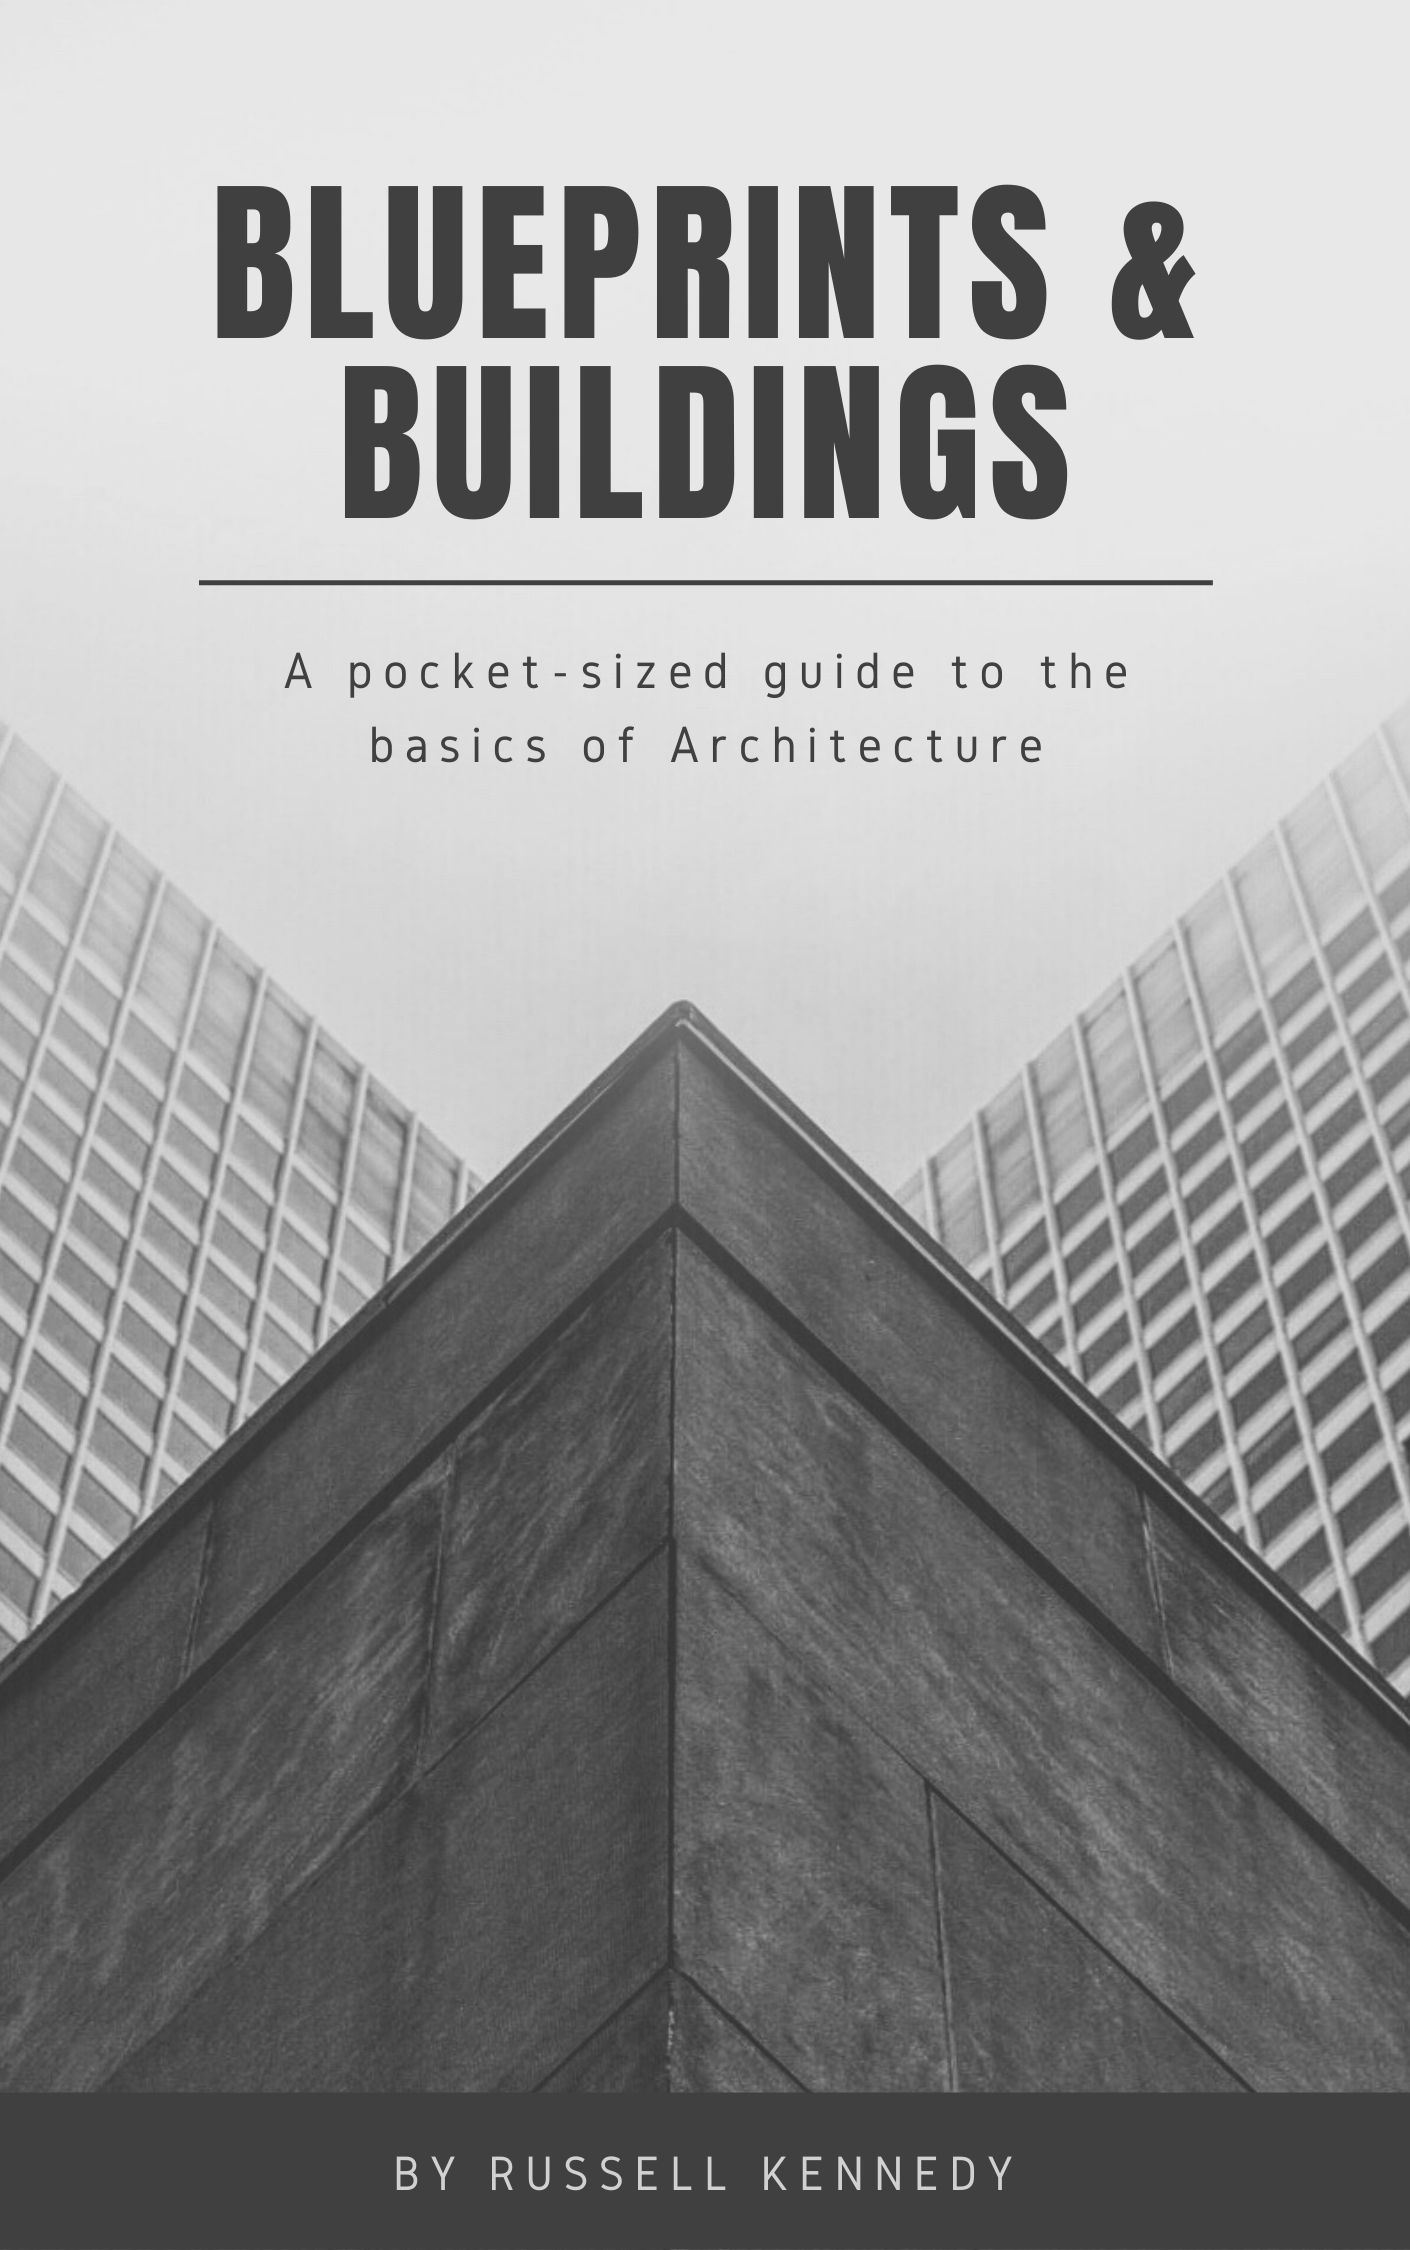 BLUEPRINTS &
BUILDINGS
A pocket-sized guide to the
basics of Architecture
BY RUSSELL KENNEDY